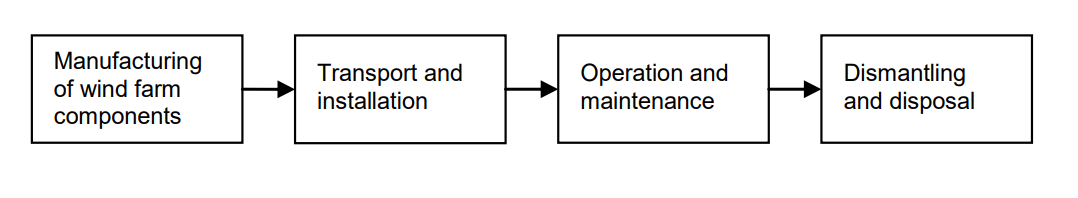 Manufacturing
of wind farm
components
Transport and
installation
Operation and
maintenance
Dismantling
and disposal